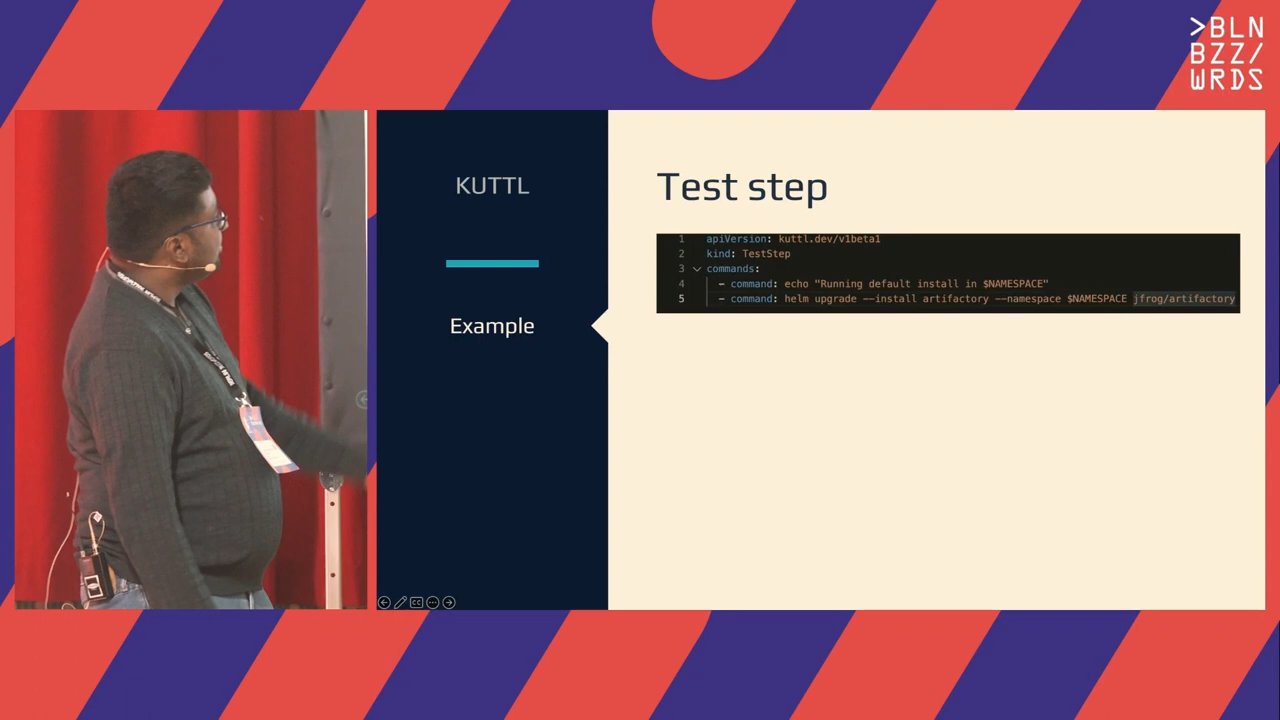 >BLN
BZZ/
WRDS
KUTTL
Example
Test step
1 apiVersion: kuttl.dev/v1beta1
2 kind: TestStep
3 commands:
4 - command: echo "Running default install in $NAMESPACE"
5 - command: helm upgrade --install artifactory --namespace $NAMESPACE jfrog/artifactory
CC